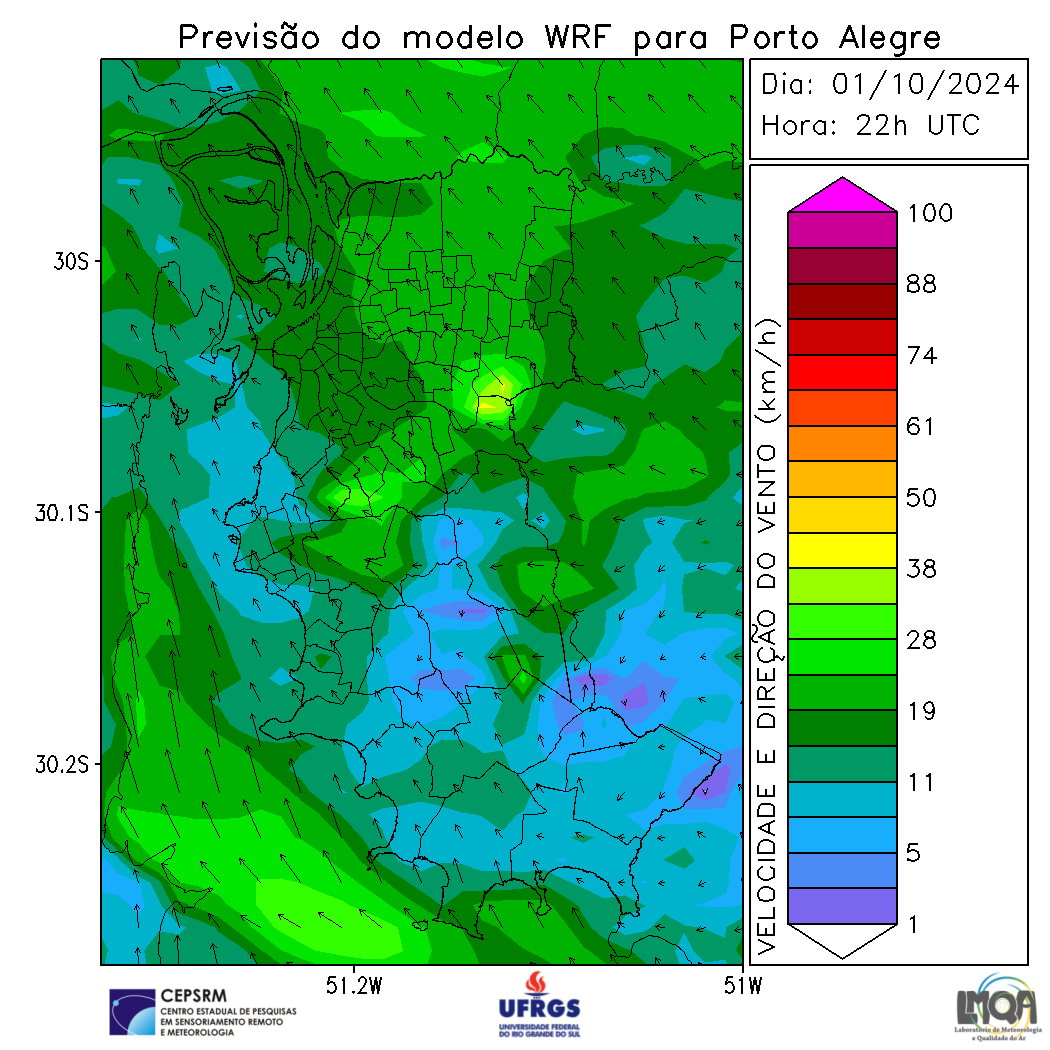 Previsão do modelo WRF para Porto Alegre
Dia: 01/10/2024
Hora: 22h UTC
30S
30.1S
30.2S
51.2W
51W
VELOCIDADE E DIREÇÃO DO VENTO (km/h)
100
88
74
61
50
38
28
19
11
5
1
CEPSRM
CENTRO ESTADUAL DE PESQUISAS
EM SENSORIAMENTO REMOTO
E METEOROLOGIA
UFRGS
UNIVERSIDADE FEDERAL
DO RIO GRANDE DO SUL
LMQA
Laboratório de Meteorologia
e Qualidade do Ar